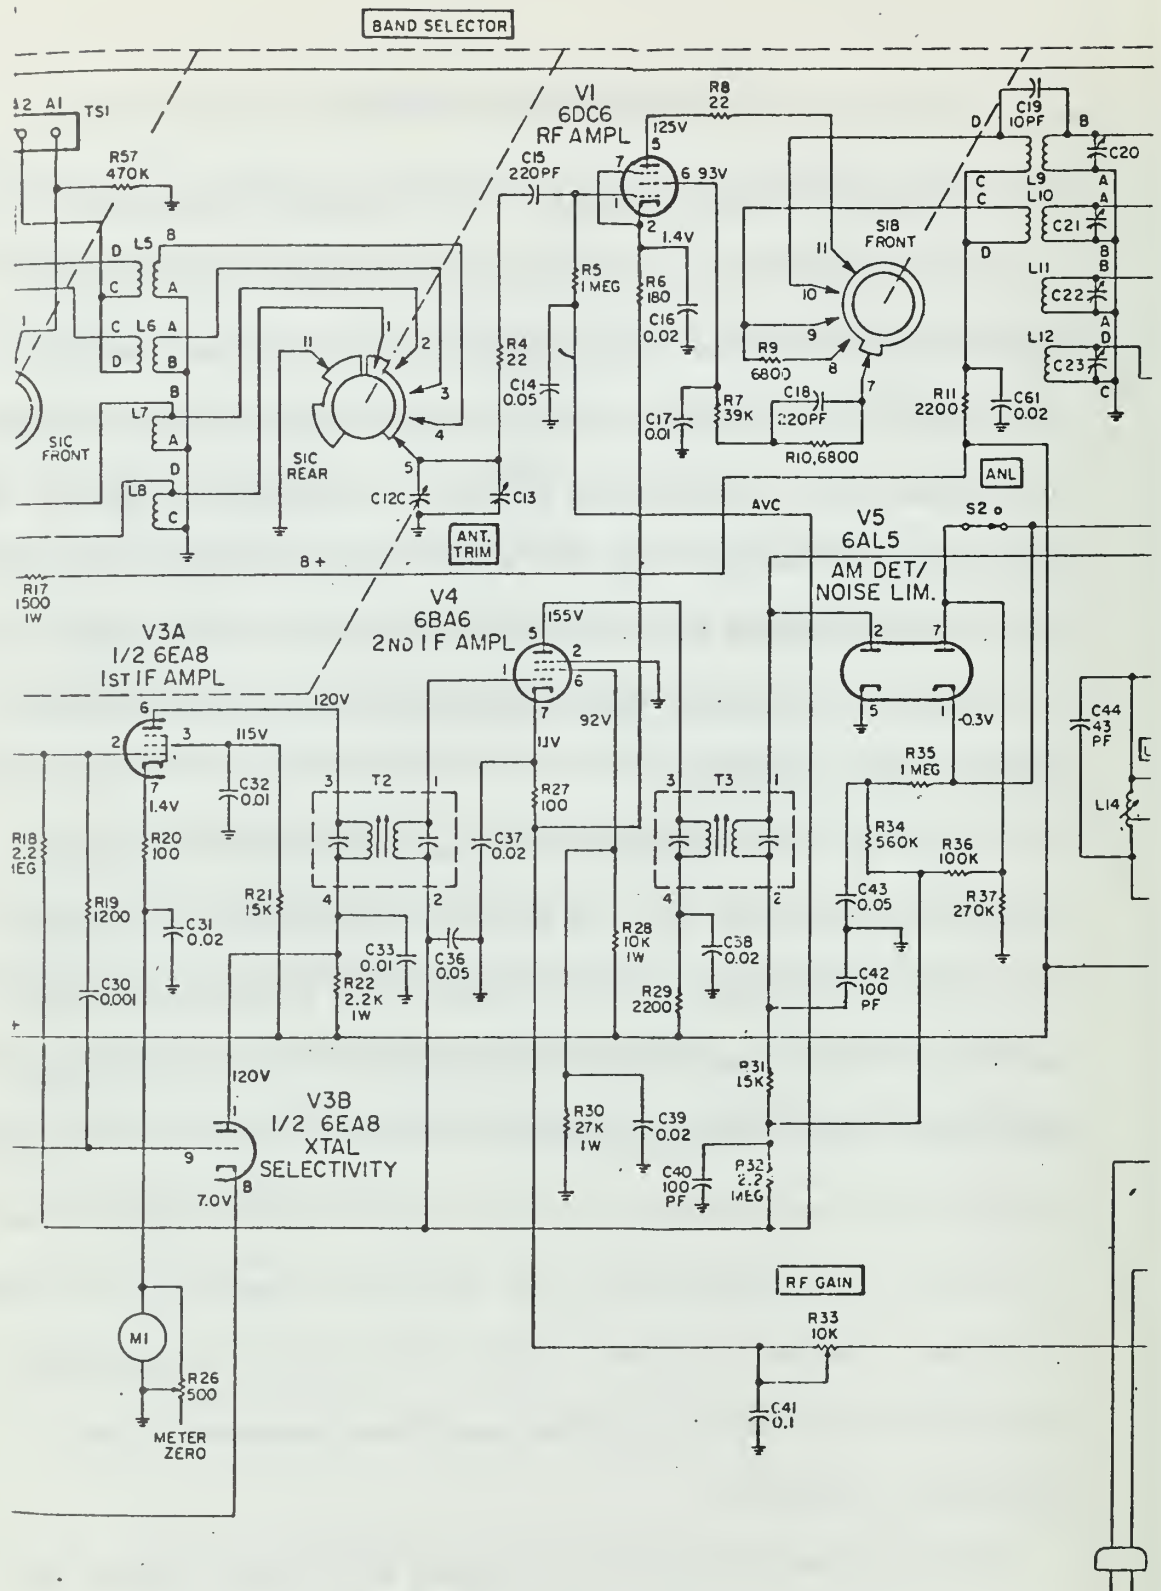 BAND SELECTOR
A2 A1
TS1
R57
470K
D L5 B
C A
C L6 A
D B
B
L7
A
D
L8
C
1
S1C
FRONT
11
1
2
3
4
5
S1C
REAR
C12C
C13
ANT.
TRIM
R4
22
C15
220PF
V1
6DC6
RF AMPL
125V
5
7
6 93V
1
2
1.4V
R8
22
R5
1 MEG
R6
180
C16
0.02
C14
0.05
C17
0.01
R7
39K
C18
220PF
R10,6800
R9
6800
11
10
9
8
7
S1B
FRONT
D
C19
10PF
B
C20
C L9 A
C L10 A
C21
D B
L11 B
C22
A
L12 D
C23
C
R11
2200
C61
0.02
ANL
S2
AVC
B+
R17
1500
1W
V5
6AL5
AM DET/
NOISE LIM.
2 7
5 1
-0.3V
V3A
1/2 6EA8
1ST IF AMPL
6
120V
2
3
115V
7
1.4V
V4
6BA6
2ND IF AMPL
155V
5
2
1
6
7
92V
1.1V
C32
0.01
R18
2.2
R20
100
R19
1200
R21
15K
C31
0.02
C30
0.001
+
3 T2 1
4 2
C33
0.01
R22
2.2K
1W
C36
0.05
C37
0.02
R27
100
R28
10K
1W
3 T3 1
4 2
C38
0.02
R29
2200
R35
1 MEG
R34
560K
R36
100K
C43
0.05
R37
270K
C42
100
PF
C44
43
PF
L14
120V
1
V3B
1/2 6EA8
XTAL
SELECTIVITY
9
8
7.0V
R30
27K
1W
C39
0.02
R31
15K
C40
100
PF
R32
2.2
MEG
M1
R26
500
METER
ZERO
RF GAIN
R33
10K
C41
0.1